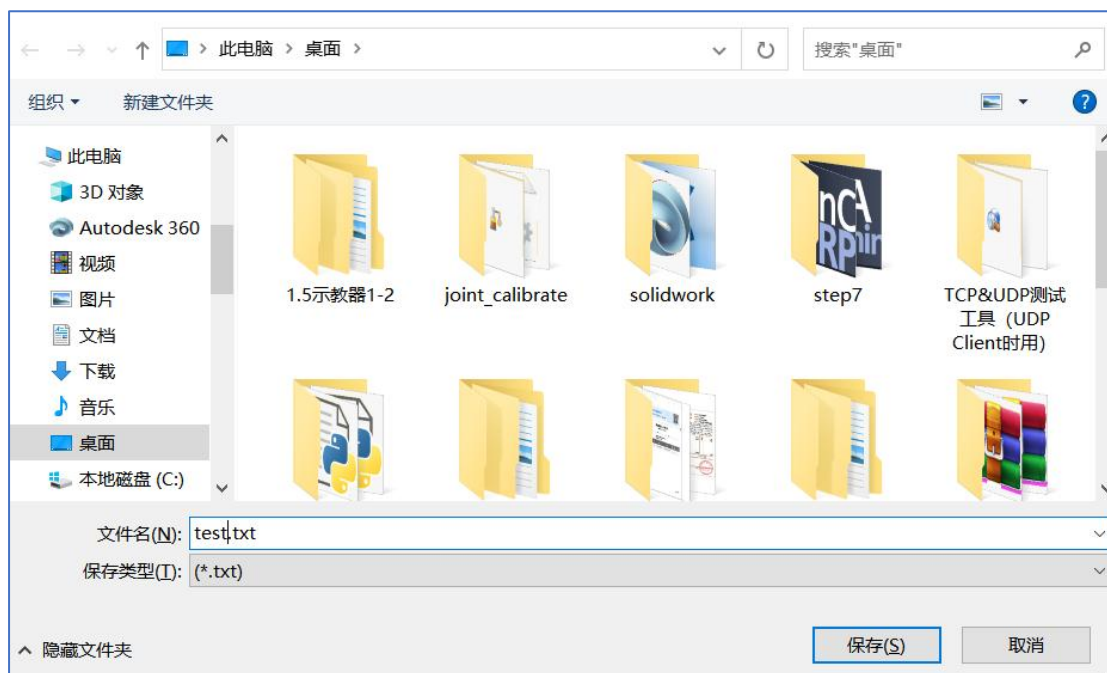 此电脑 > 桌面 >
搜索"桌面"
组织
新建文件夹
此电脑
3D 对象
Autodesk 360
视频
图片
文档
下载
音乐
桌面
本地磁盘 (C:)
1.5示教器1-2
joint_calibrate
solidwork
step7
TCP&UDP测试
工具（UDP
Client时用）
文件名(N): test.txt
保存类型(T): (*.txt)
隐藏文件夹
保存(S)
取消